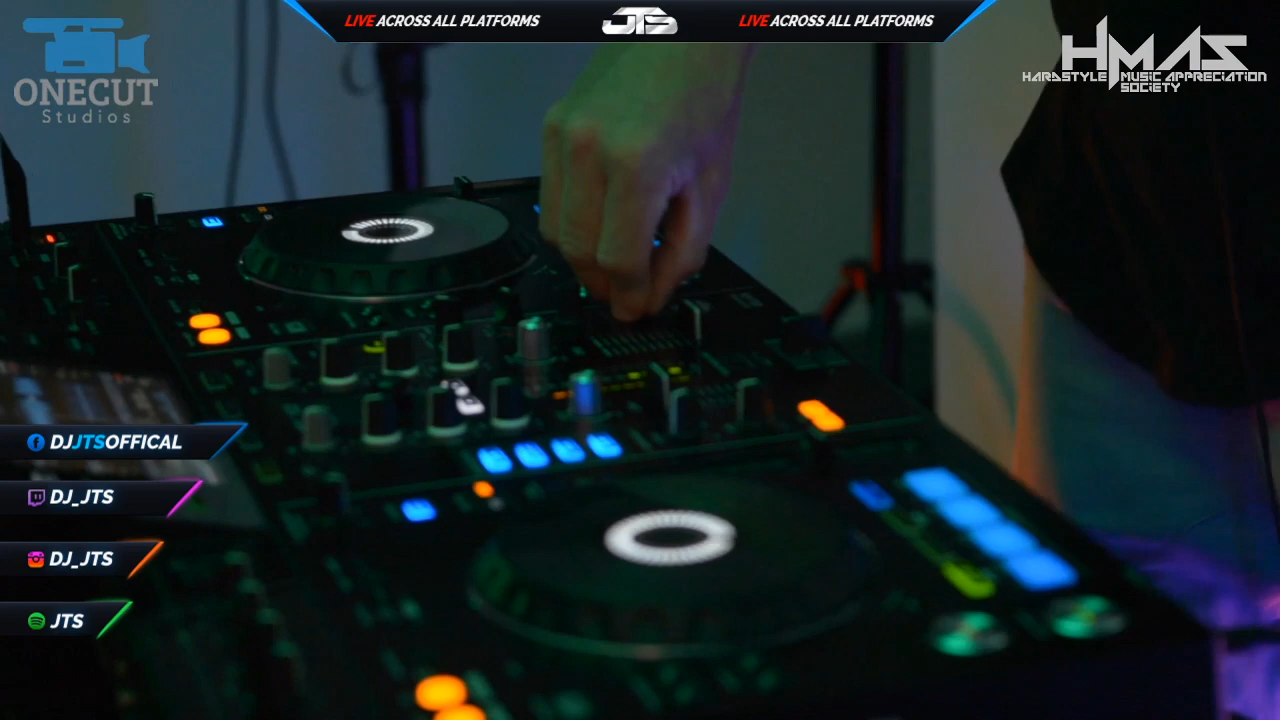 LIVE ACROSS ALL PLATFORMS
JTS
LIVE ACROSS ALL PLATFORMS
ONECUT
Studios
HMAS
HARDSTYLE MUSIC APPRECIATION
SOCIETY
DJJTSOFFICAL
DJ_JTS
DJ_JTS
JTS